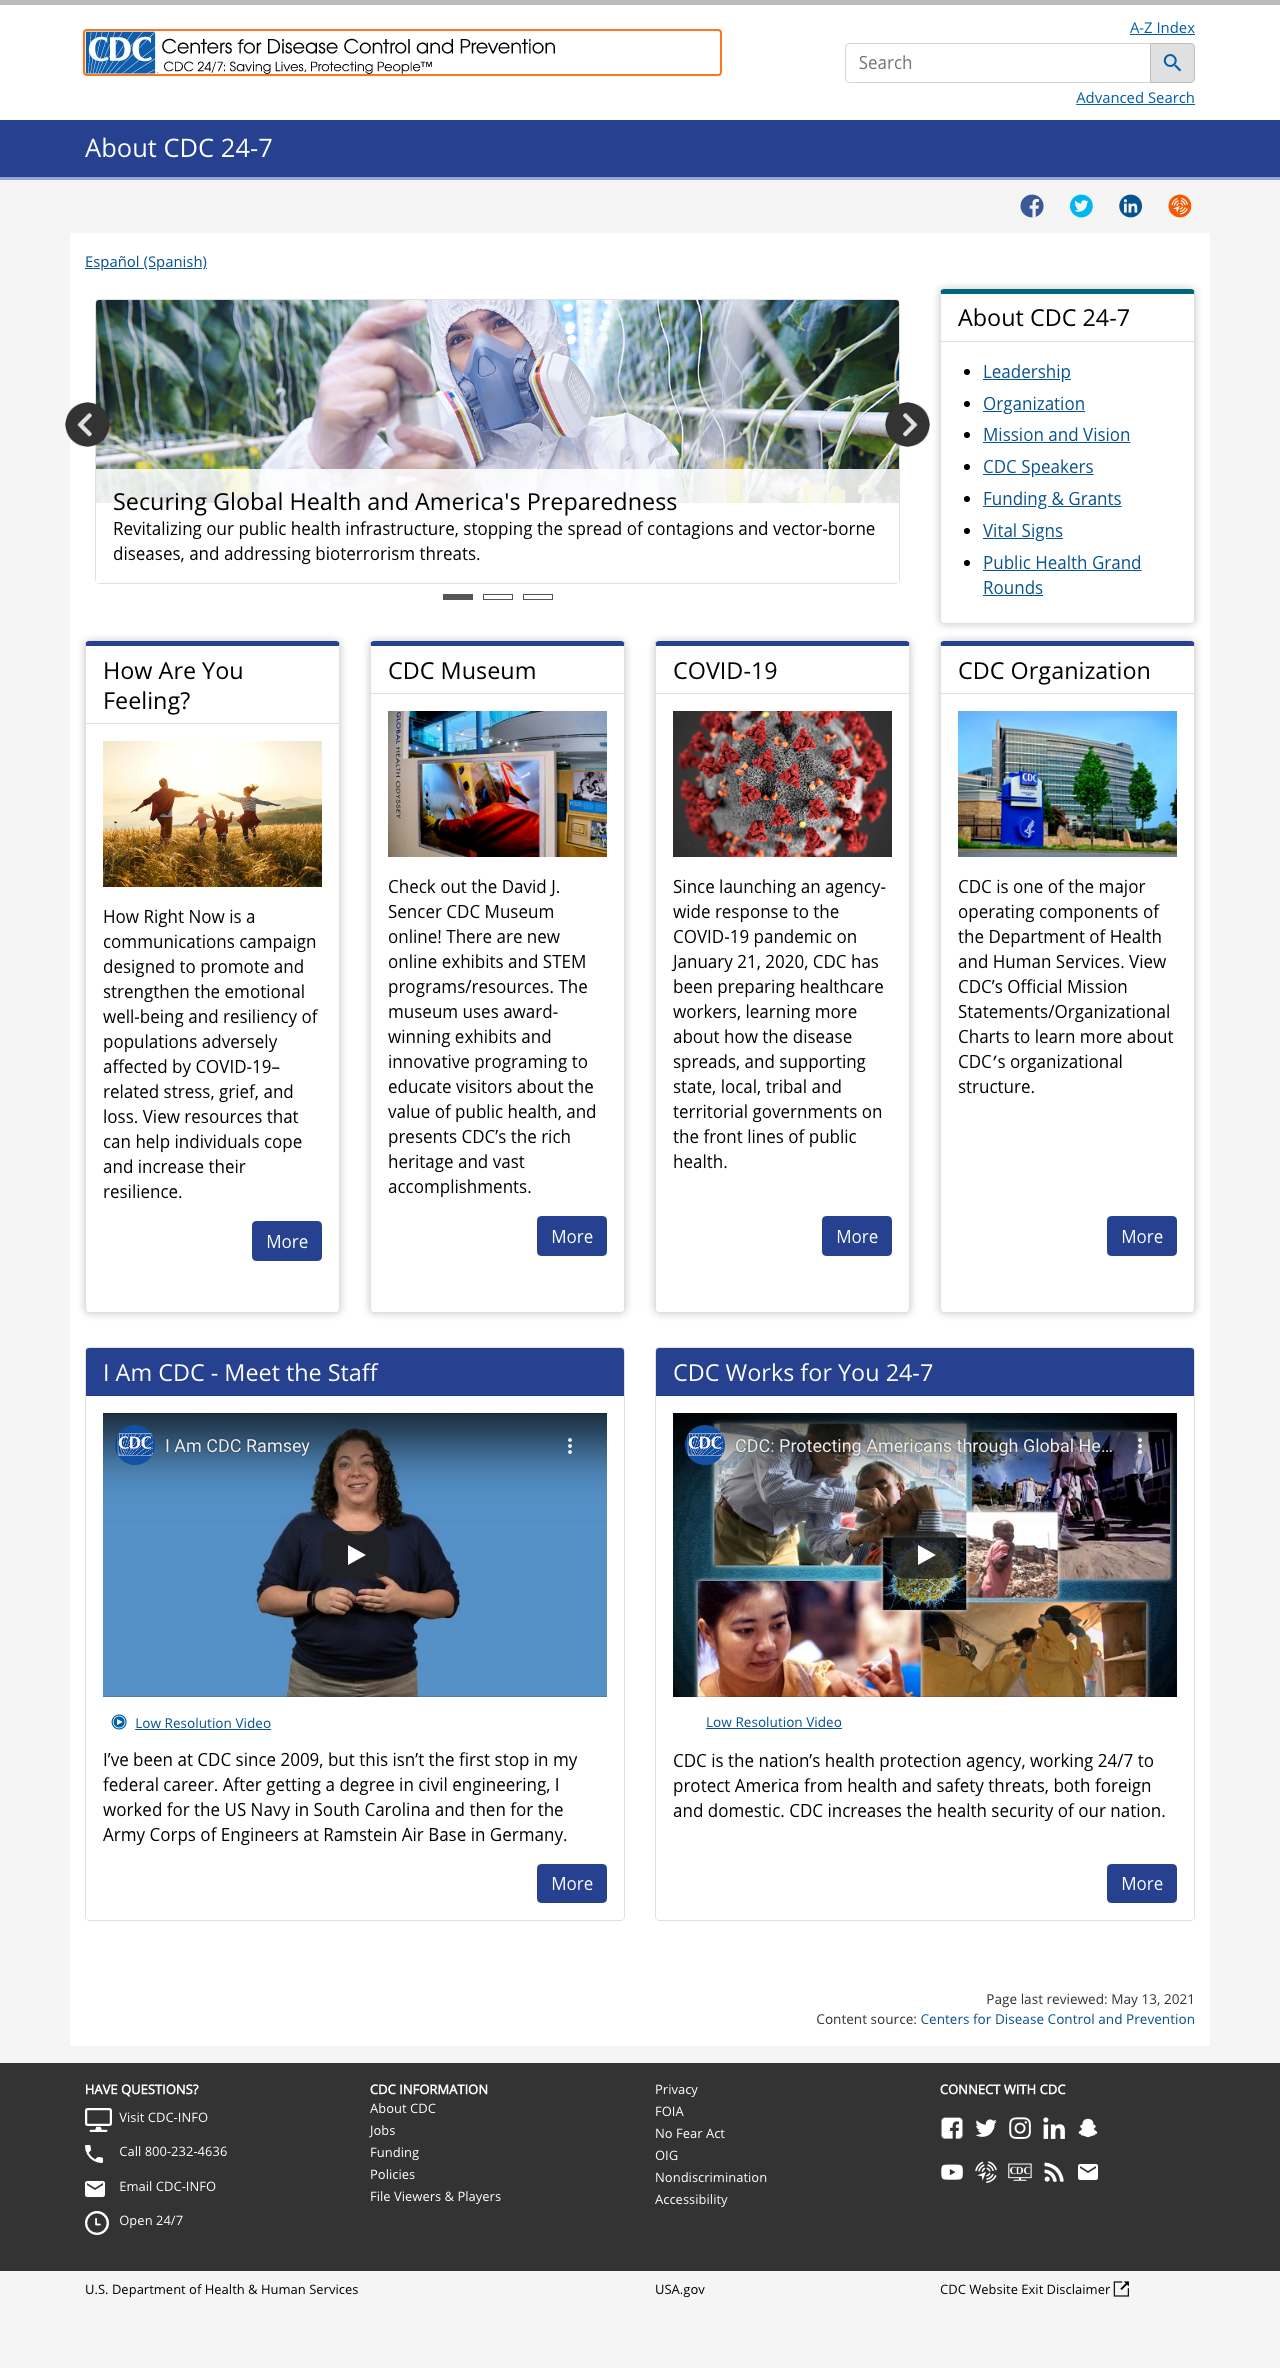 CDC Centers for Disease Control and Prevention
CDC 24/7: Saving Lives, Protecting People™
A-Z Index
Search
Advanced Search
About CDC 24-7
Español (Spanish)
Securing Global Health and America's Preparedness
Revitalizing our public health infrastructure, stopping the spread of contagions and vector-borne
diseases, and addressing bioterrorism threats.
About CDC 24-7
Leadership
Organization
Mission and Vision
CDC Speakers
Funding & Grants
Vital Signs
Public Health Grand
Rounds
How Are You
Feeling?
How Right Now is a
communications campaign
designed to promote and
strengthen the emotional
well-being and resiliency of
populations adversely
affected by COVID-19–
related stress, grief, and
loss. View resources that
can help individuals cope
and increase their
resilience.
More
CDC Museum
GLOBAL HEALTH ODYSSEY
Check out the David J.
Sencer CDC Museum
online! There are new
online exhibits and STEM
programs/resources. The
museum uses award-
winning exhibits and
innovative programing to
educate visitors about the
value of public health, and
presents CDC’s the rich
heritage and vast
accomplishments.
More
COVID-19
Since launching an agency-
wide response to the
COVID-19 pandemic on
January 21, 2020, CDC has
been preparing healthcare
workers, learning more
about how the disease
spreads, and supporting
state, local, tribal and
territorial governments on
the front lines of public
health.
More
CDC Organization
CDC
CDC is one of the major
operating components of
the Department of Health
and Human Services. View
CDC’s Official Mission
Statements/Organizational
Charts to learn more about
CDC′s organizational
structure.
More
I Am CDC - Meet the Staff
CDC I Am CDC Ramsey
Low Resolution Video
I’ve been at CDC since 2009, but this isn’t the first stop in my
federal career. After getting a degree in civil engineering, I
worked for the US Navy in South Carolina and then for the
Army Corps of Engineers at Ramstein Air Base in Germany.
More
CDC Works for You 24-7
CDC CDC: Protecting Americans through Global He...
Low Resolution Video
CDC is the nation’s health protection agency, working 24/7 to
protect America from health and safety threats, both foreign
and domestic. CDC increases the health security of our nation.
More
Page last reviewed: May 13, 2021
Content source: Centers for Disease Control and Prevention
HAVE QUESTIONS?
Visit CDC-INFO
Call 800-232-4636
Email CDC-INFO
Open 24/7
CDC INFORMATION
About CDC
Jobs
Funding
Policies
File Viewers & Players
Privacy
FOIA
No Fear Act
OIG
Nondiscrimination
Accessibility
CONNECT WITH CDC
CDC
U.S. Department of Health & Human Services
USA.gov
CDC Website Exit Disclaimer